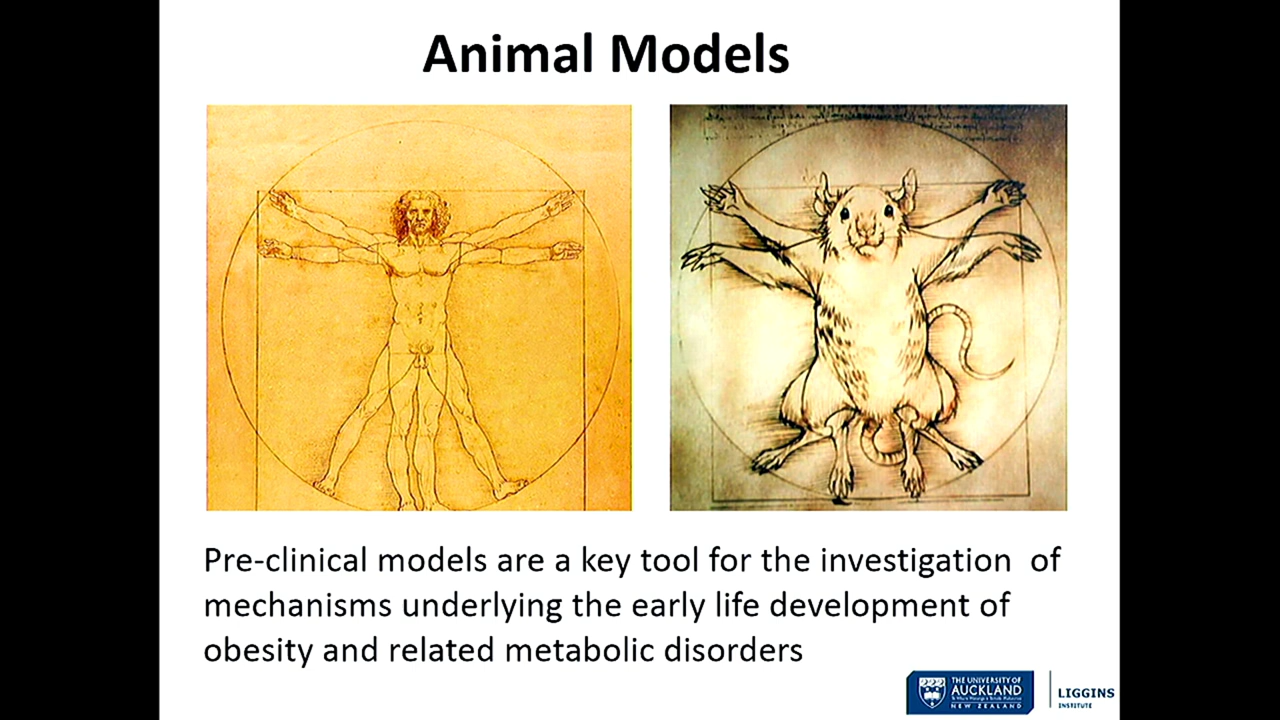 Animal Models
Pre-clinical models are a key tool for the investigation of
mechanisms underlying the early life development of
obesity and related metabolic disorders
THE UNIVERSITY OF
AUCKLAND
NEW ZEALAND
LIGGINS
INSTITUTE